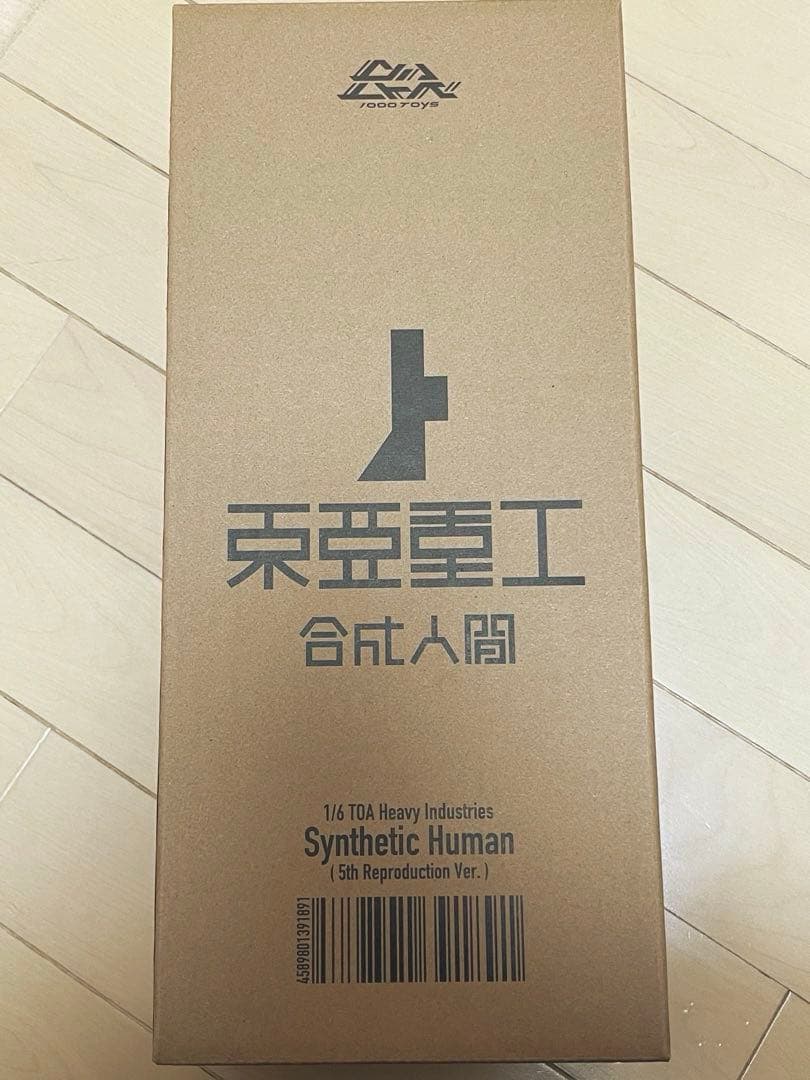 1000TOYS
東亜重工
合成人間
1/6 TOA Heavy Industries
Synthetic Human
( 5th Reproduction Ver. )
4589801391891